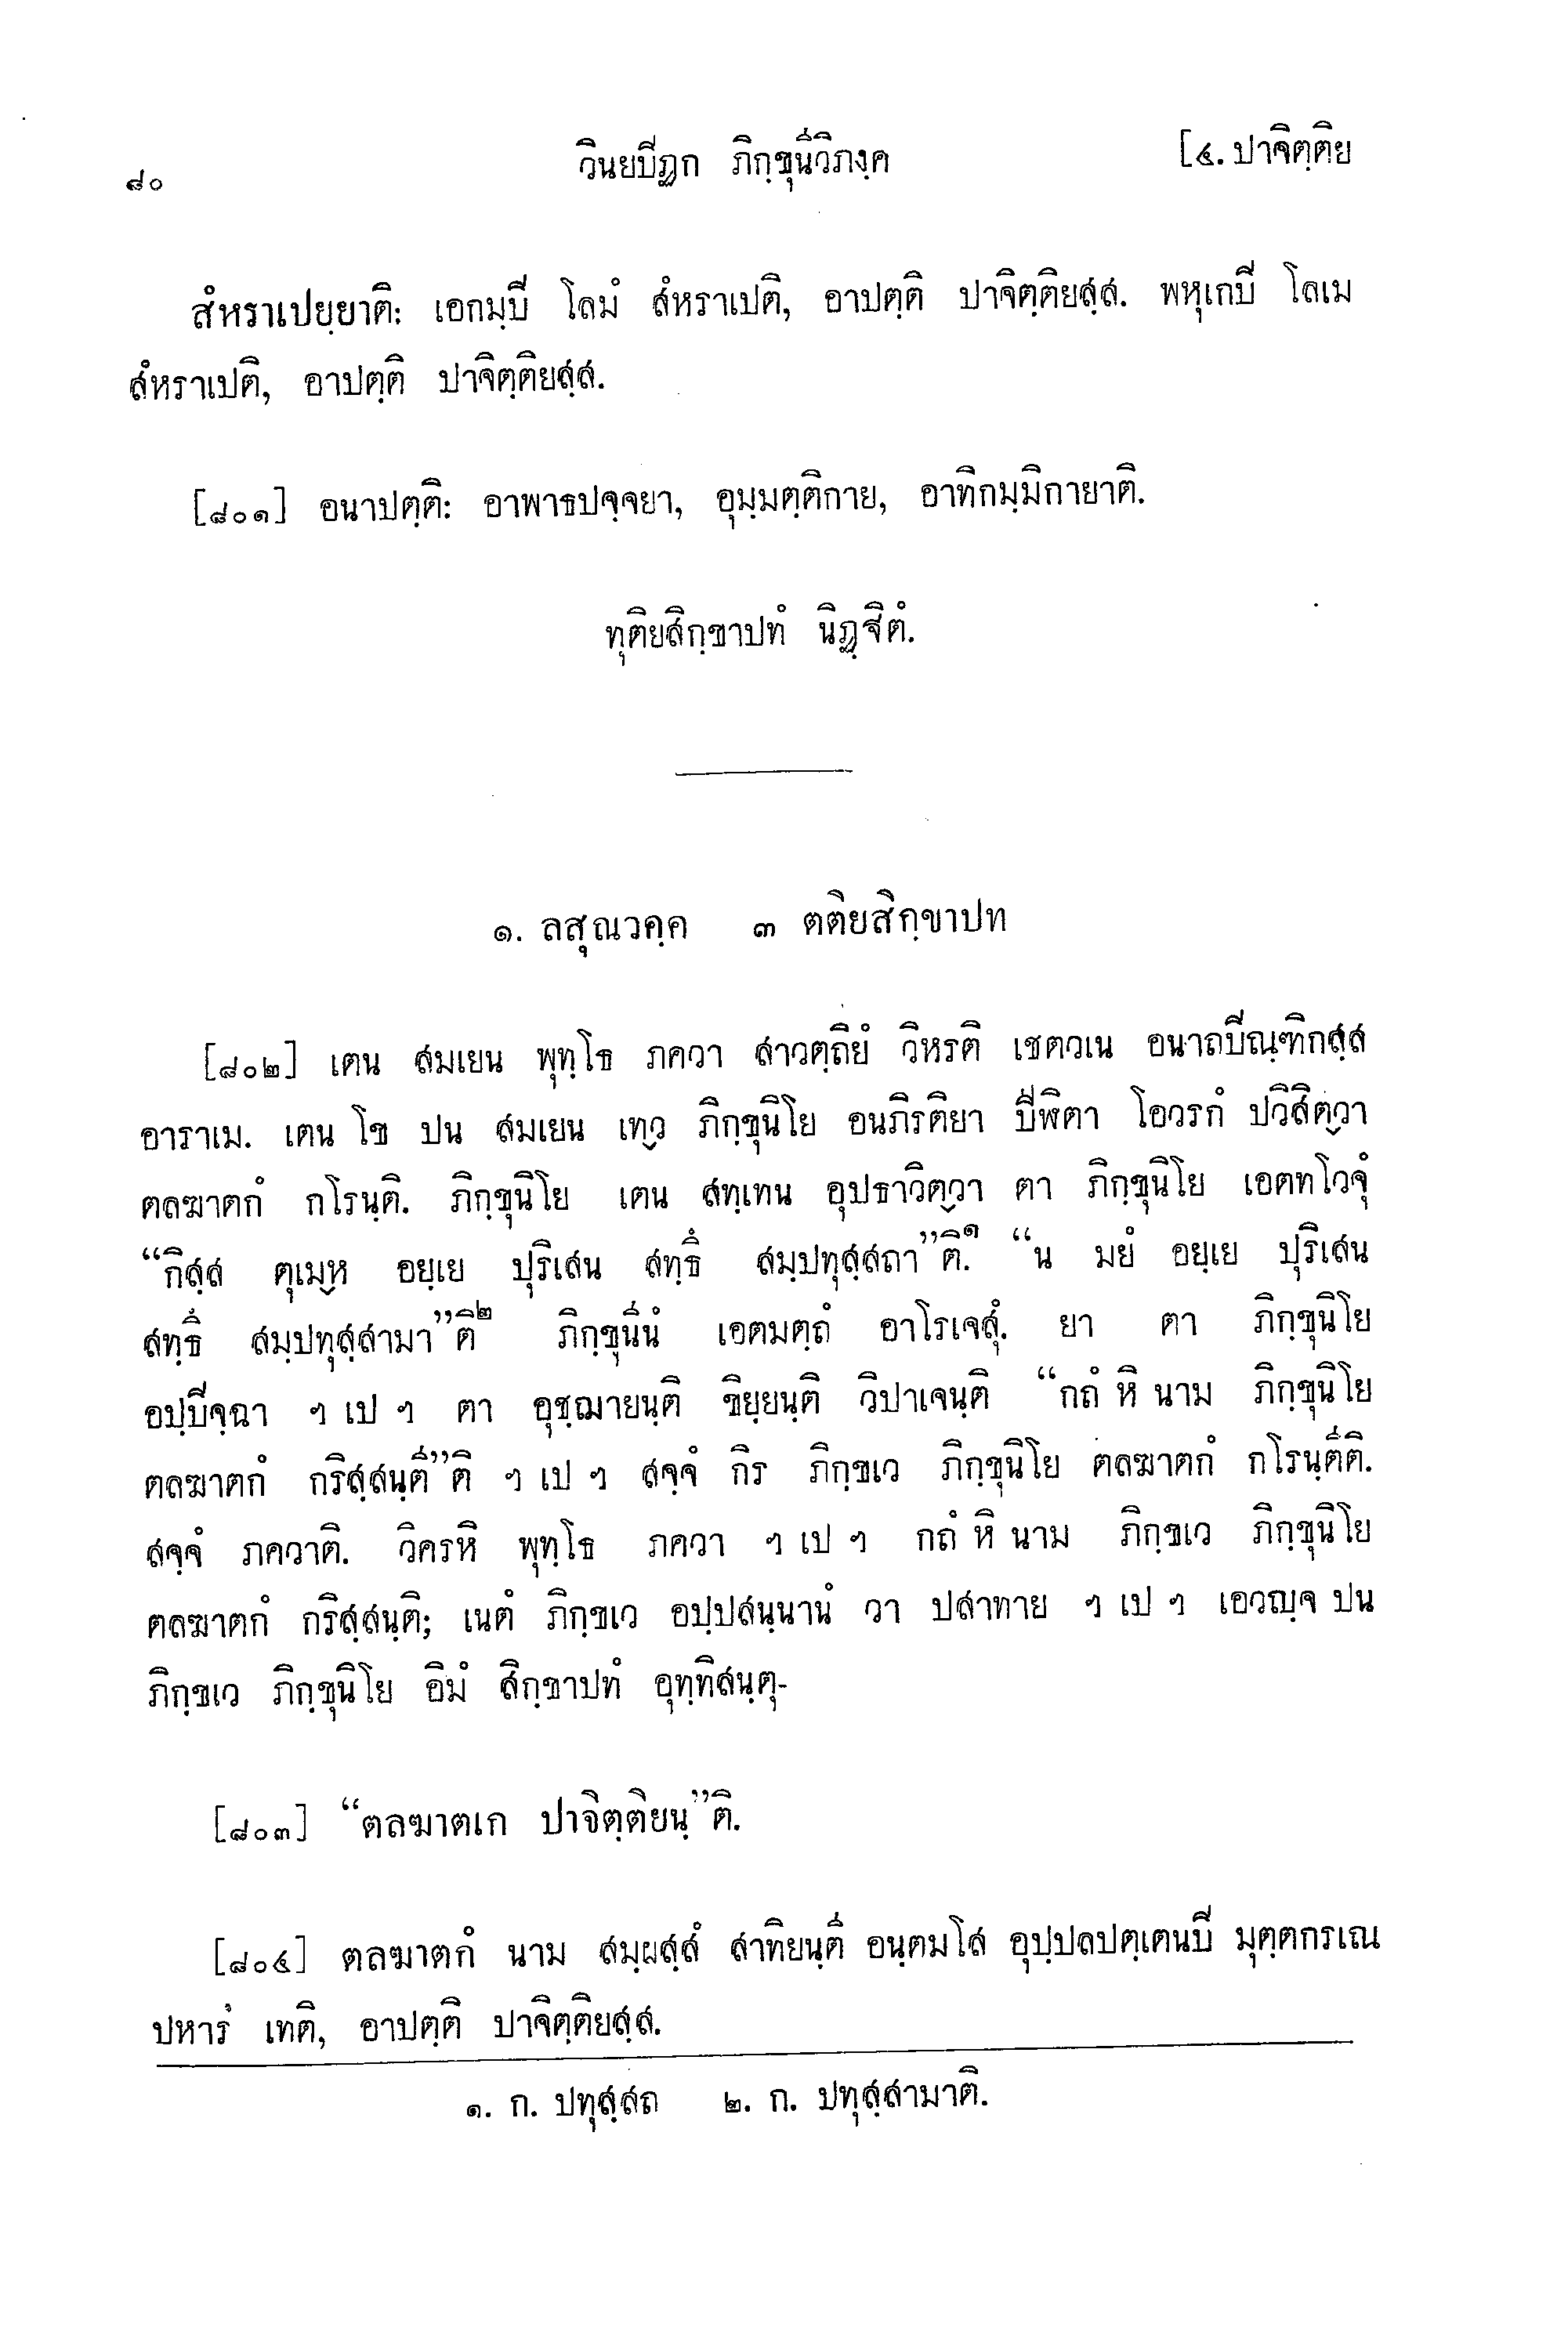 ๘๐ วินยปิฏก ภิกฺขุนีวิภงฺค [๔. ปาจิตฺติย
สํหราเปยฺยาติ: เอกมฺปิ โลมํ สํหราเปติ, อาปตฺติ ปาจิตฺติยสฺส. พหุเกปิ โลเม
สํหราเปติ, อาปตฺติ ปาจิตฺติยสฺส.
[๘๐๑] อนาปตฺติ: อาพาธปจฺจยา, อุมฺมตฺติกาย, อาทิกมฺมิกายาติ.
ทุติยสิกฺขาปทํ นิฏฺฐิตํ.
๑. ลสุณวคฺค ๓ ตติยสิกฺขาปท
[๘๐๒] เตน สมเยน พุทฺโธ ภควา สาวตฺถิยํ วิหรติ เชตวเน อนาถปิณฺฑิกสฺส
อาราเม. เตน โข ปน สมเยน เทฺว ภิกฺขุนิโย อนภิรติยา ปีฬิตา โอวรกํ ปวิสิตฺวา
ตลฆาตกํ กโรนฺติ. ภิกฺขุนิโย เตน สทฺเทน อุปธาวิตฺวา ตา ภิกฺขุนิโย เอตทโวจุํ
“กิสฺส ตุเมฺห อยฺเย ปุริเสน สทฺธึ สมฺปทุสฺสถา”ติ.๑ “น มยํ อยฺเย ปุริเสน
สทฺธึ สมฺปทุสฺสามา”ติ๒ ภิกฺขุนีนํ เอตมตฺถํ อาโรเจสุํ. ยา ตา ภิกฺขุนิโย
อปฺปิจฺฉา ฯ เป ฯ ตา อุชฺฌายนฺติ ขิยฺยนฺติ วิปาเจนฺติ “กถํ หิ นาม ภิกฺขุนิโย
ตลฆาตกํ กริสฺสนฺตี”ติ ฯ เป ฯ สจฺจํ กิร ภิกฺขเว ภิกฺขุนิโย ตลฆาตกํ กโรนฺตีติ.
สจฺจํ ภควาติ. วิครหิ พุทฺโธ ภควา ฯ เป ฯ กถํ หิ นาม ภิกฺขเว ภิกฺขุนิโย
ตลฆาตกํ กริสฺสนฺติ; เนตํ ภิกฺขเว อปฺปสนฺนานํ วา ปสาทาย ฯ เป ฯ เอวญฺจ ปน
ภิกฺขเว ภิกฺขุนิโย อิมํ สิกฺขาปทํ อุทฺทิสนฺตุ-
[๘๐๓] “ตลฆาตเก ปาจิตฺติยนฺ”ติ.
[๘๐๔] ตลฆาตกํ นาม สมฺผสฺสํ สาทิยนฺตี อนฺตมโส อุปฺปลปตฺเตนปิ มุตฺตกรเณ
ปหารํ เทติ, อาปตฺติ ปาจิตฺติยสฺส.
๑. ก. ปทุสฺสถ ๒. ก. ปทุสฺสามาติ.